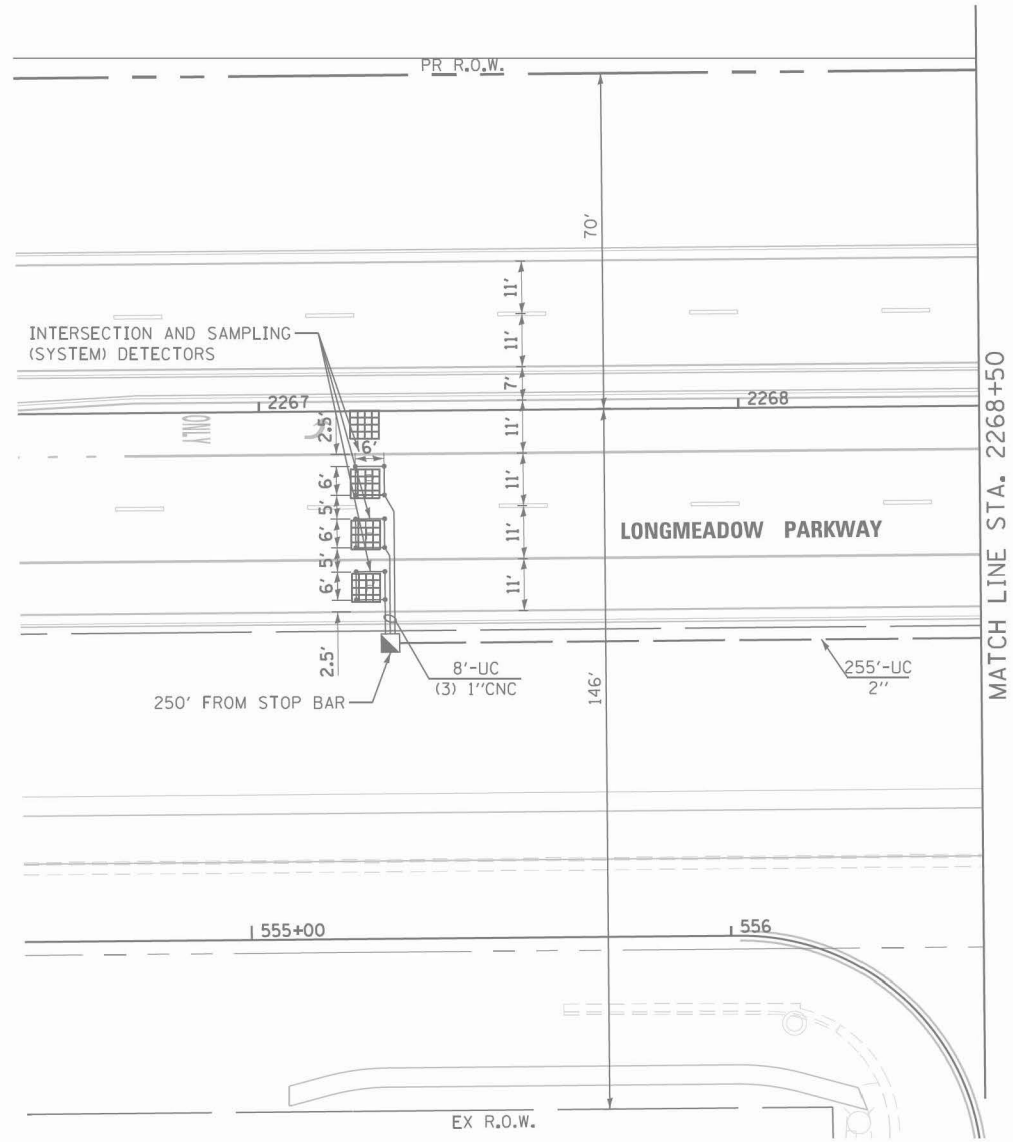 PR R.O.W.
70'
11'
11'
7'
INTERSECTION AND SAMPLING
(SYSTEM) DETECTORS
2267
2268
ONLY
2.5'
6'
11'
6'
5'
6'
5'
6'
2.5'
11'
11'
11'
LONGMEADOW PARKWAY
MATCH LINE STA. 2268+50
250' FROM STOP BAR
8'-UC
(3) 1''CNC
146'
255'-UC
2''
555+00
556
EX R.O.W.